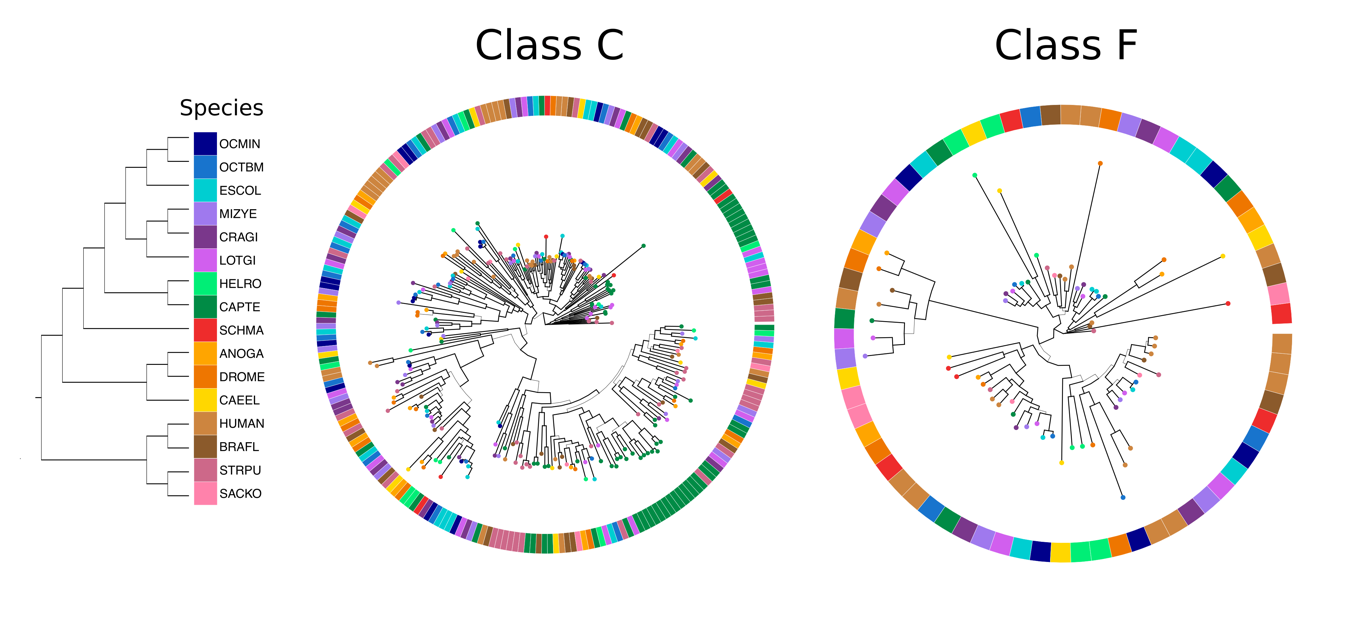 Class C
Class F
Species
OCMIN
OCTBM
ESCOL
MIZYE
CRAGI
LOTGI
HELRO
CAPTE
SCHMA
ANOGA
DROME
CAEEL
HUMAN
BRAFL
STRPU
SACKO